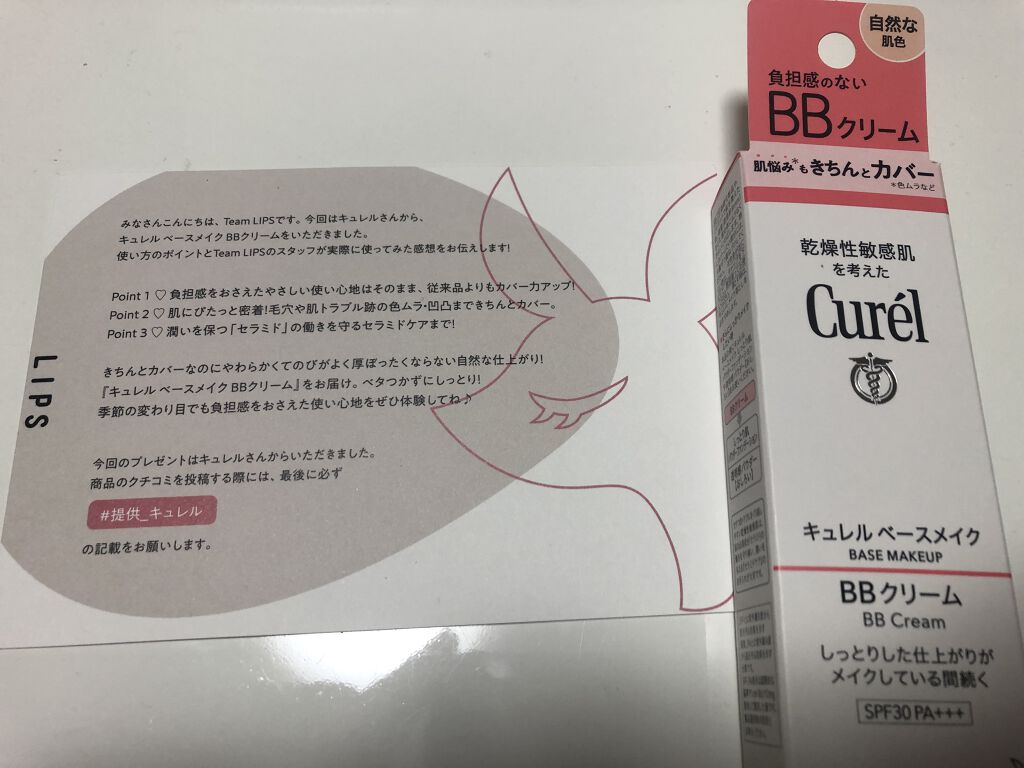 みなさんこんにちは、Team LIPSです。今回はキュレルさんから、
キュレル ベースメイク BBクリームをいただきました。
使い方のポイントとTeam LIPSのスタッフが実際に使ってみた感想をお伝えします!
Point 1 ♡ 負担感をおさえたやさしい使い心地はそのまま、従来品よりもカバー力アップ!
Point 2 ♡ 肌にぴたっと密着!毛穴や肌トラブル跡の色ムラ・凹凸まできちんとカバー。
Point 3 ♡ 潤いを保つ「セラミド」の働きを守るセラミドケアまで!
きちんとカバーなのにやわらかくてのびがよく厚ぼったくならない自然な仕上がり!
『キュレル ベースメイク BBクリーム』をお届け。ベタつかずにしっとり!
季節の変わり目でも負担感をおさえた使い心地をぜひ体験してね♪
今回のプレゼントはキュレルさんからいただきました。
商品のクチコミを投稿する際には、最後に必ず
#提供_キュレル
の記載をお願いします。
LIPS
自然な
肌色
負担感のない
BBクリーム
肌悩み*もきちんとカバー
*色ムラなど
乾燥性敏感肌
を考えた
Curél
キュレル ベースメイク
BASE MAKEUP
BBクリーム
BB Cream
しっとりした仕上がりが
メイクしている間続く
SPF30 PA+++
BBクリーム